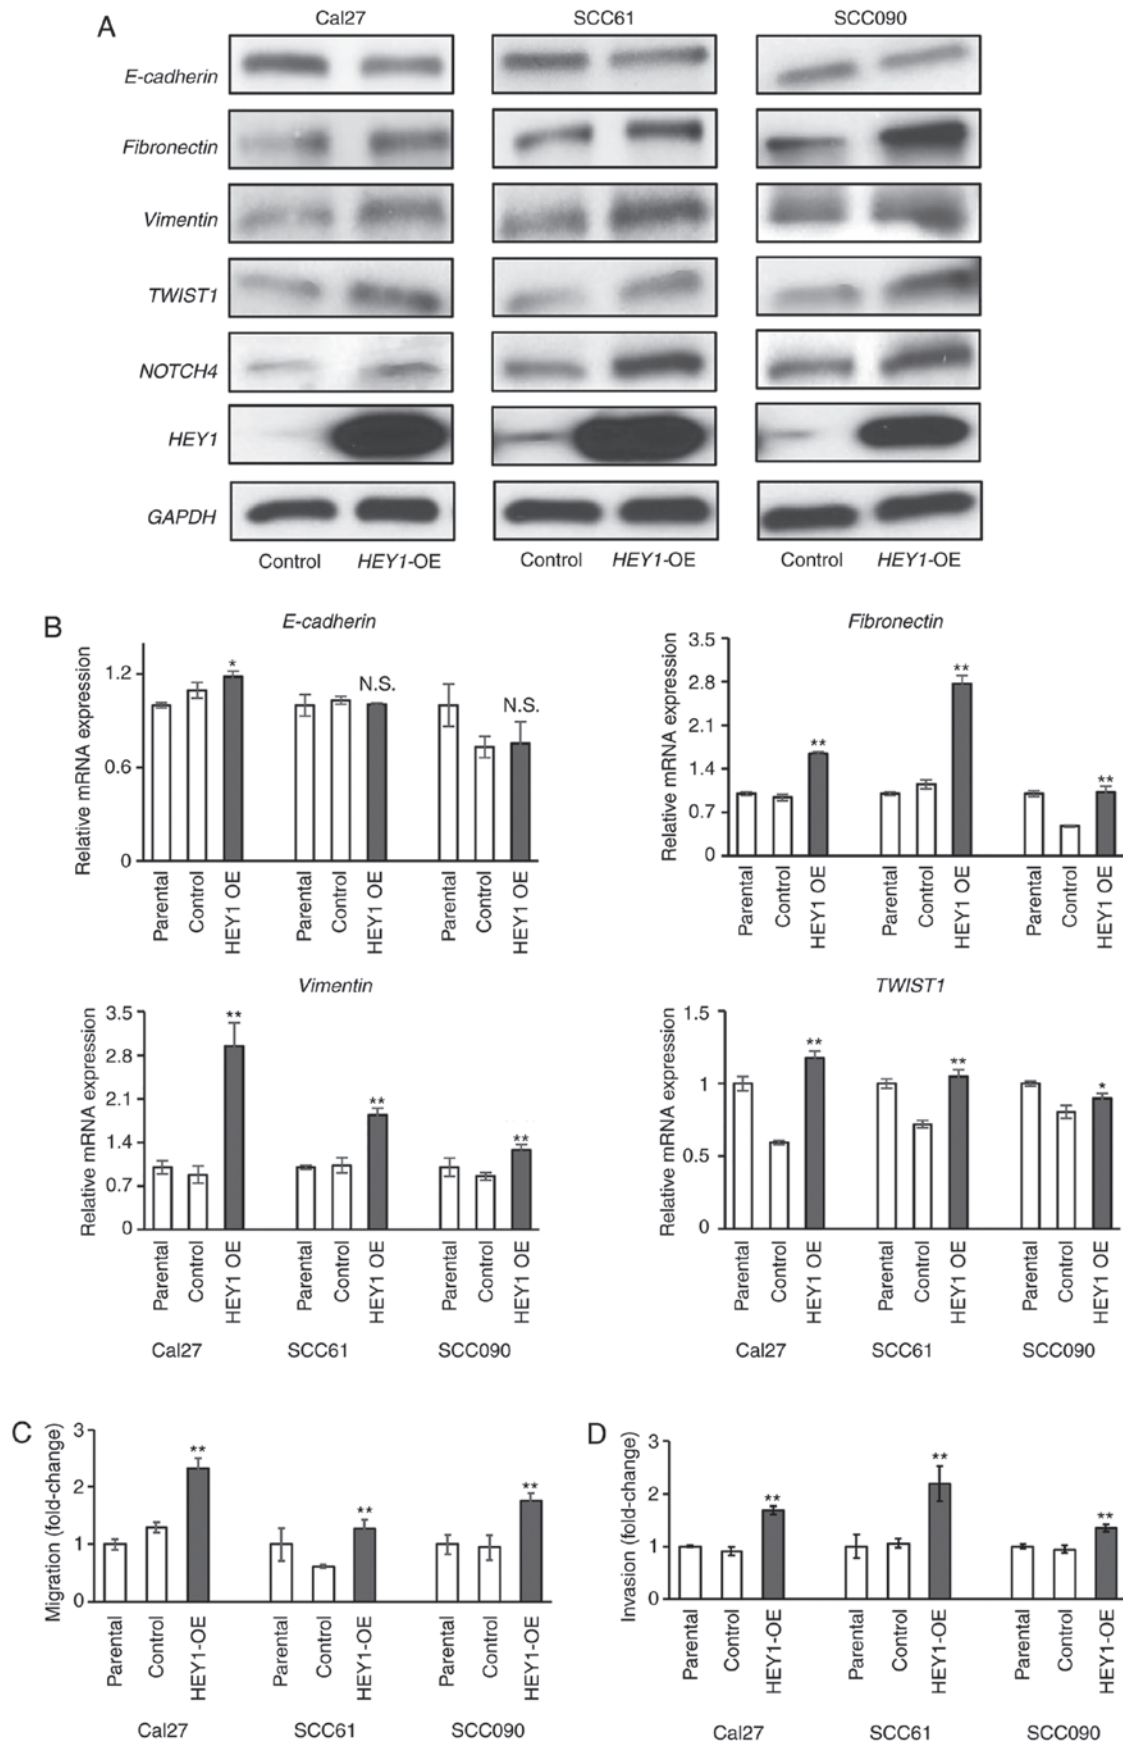 A
Cal27 SCC61 SCC090
E-cadherin
Fibronectin
Vimentin
TWIST1
NOTCH4
HEY1
GAPDH
Control HEY1-OE Control HEY1-OE Control HEY1-OE
B
E-cadherin
Relative mRNA expression
1.2
0.6
0
* N.S. N.S.
Parental Control HEY1 OE Parental Control HEY1 OE Parental Control HEY1 OE
Fibronectin
Relative mRNA expression
3.5
2.8
2.1
1.4
0.7
0
** ** **
Parental Control HEY1 OE Parental Control HEY1 OE Parental Control HEY1 OE
Vimentin
Relative mRNA expression
3.5
2.8
2.1
1.4
0.7
0
** ** **
Parental Control HEY1 OE Parental Control HEY1 OE Parental Control HEY1 OE
Cal27 SCC61 SCC090
TWIST1
Relative mRNA expression
1.5
1
0.5
0
** ** *
Parental Control HEY1 OE Parental Control HEY1 OE Parental Control HEY1 OE
Cal27 SCC61 SCC090
C
Migration (fold-change)
3
2
1
0
** ** **
Parental Control HEY1-OE Parental Control HEY1-OE Parental Control HEY1-OE
Cal27 SCC61 SCC090
D
Invasion (fold-change)
3
2
1
0
** ** **
Parental Control HEY1-OE Parental Control HEY1-OE Parental Control HEY1-OE
Cal27 SCC61 SCC090